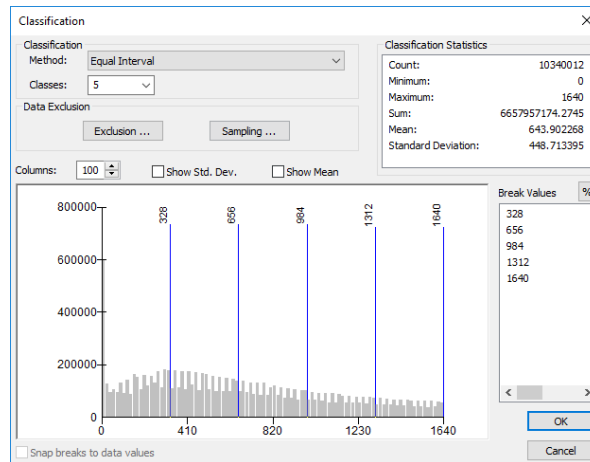 Classification
Classification
Method: Equal Interval
Classes: 5
Data Exclusion
Exclusion ... Sampling ...
Classification Statistics
Count: 10340012
Minimum: 0
Maximum: 1640
Sum: 6657957174.2745
Mean: 643.902268
Standard Deviation: 448.713395
Columns: 100 Show Std. Dev. Show Mean
800000
600000
400000
200000
0
328 656 984 1312 1640
0 410 820 1230 1640
Break Values %
328
656
984
1312
1640
OK
Snap breaks to data values
Cancel